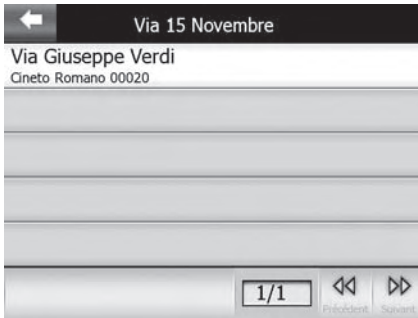 Via 15 Novembre
Via Giuseppe Verdi
Cineto Romano 00020
1/1
Précédent Suivant